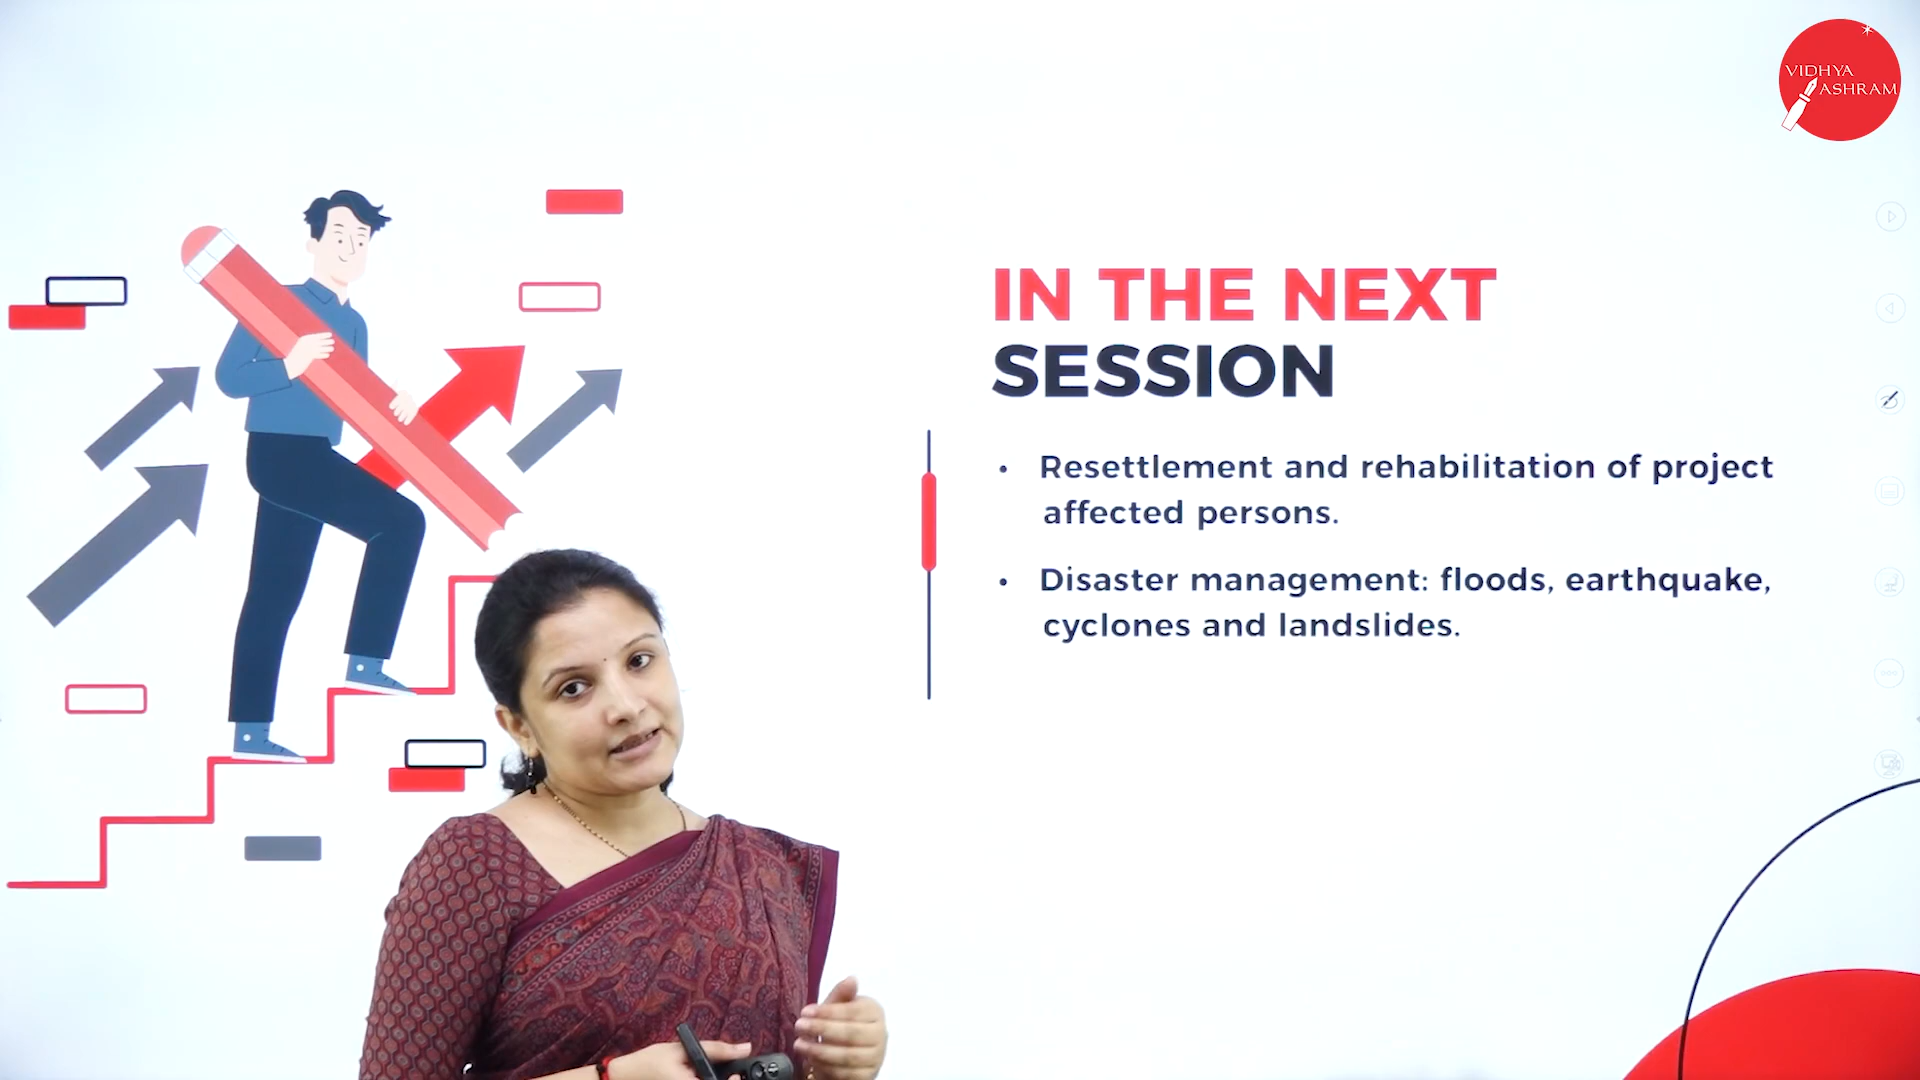 VIDHYA
ASHRAM
IN THE NEXT
SESSION
• Resettlement and rehabilitation of project
affected persons.
• Disaster management: floods, earthquake,
cyclones and landslides.